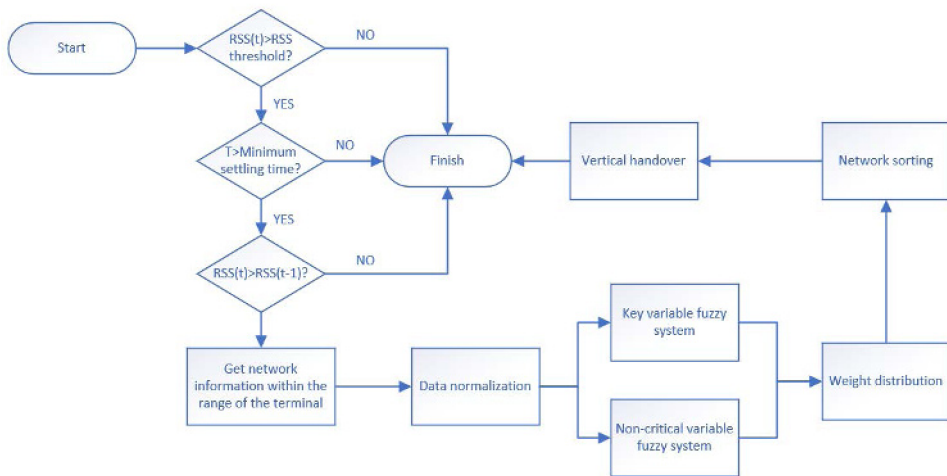 Start
RSS(t)>RSS
threshold?
NO
YES
T>Minimum
settling time?
NO
Finish
Vertical handover
Network sorting
YES
RSS(t)>RSS(t-1)?
NO
Get network
information within the
range of the terminal
Data normalization
Key variable fuzzy
system
Non-critical variable
fuzzy system
Weight distribution